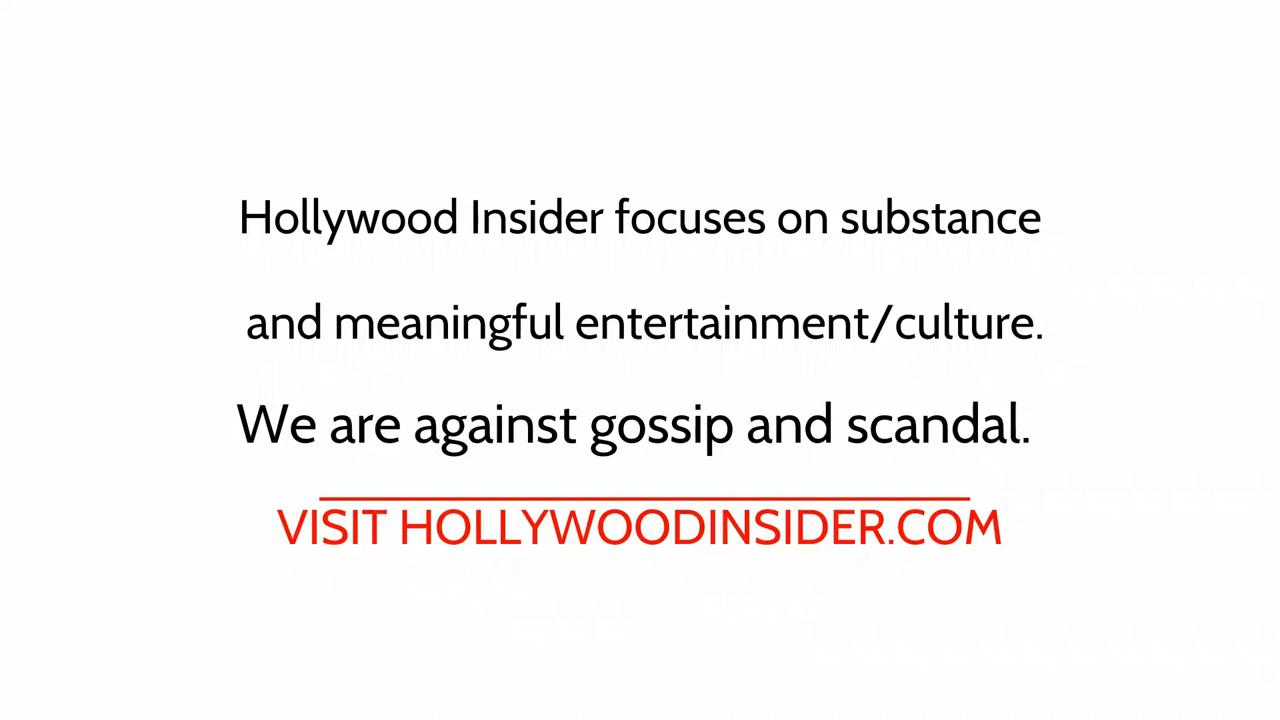 Hollywood Insider focuses on substance
and meaningful entertainment/culture.
We are against gossip and scandal.
VISIT HOLLYWOODINSIDER.COM